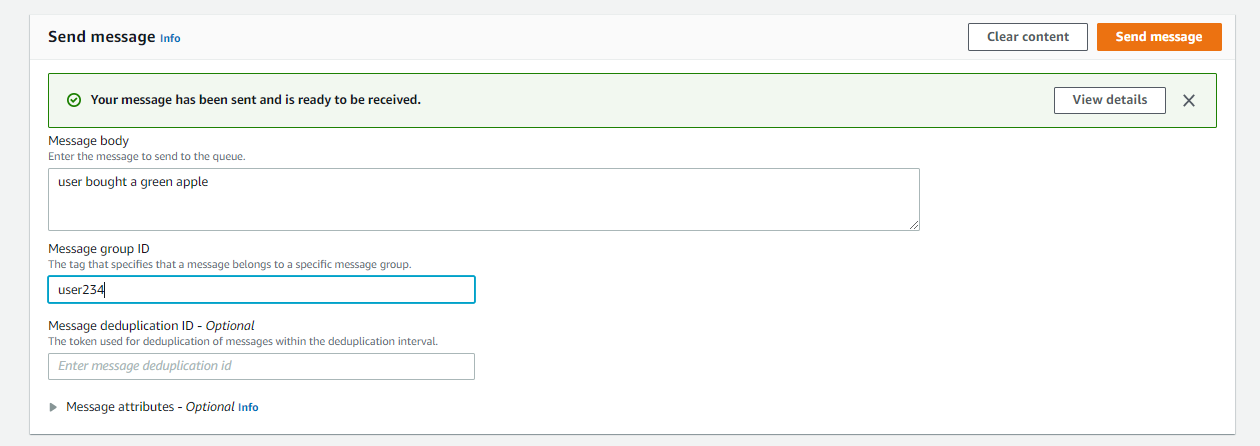 Send message Info
Clear content
Send message
Your message has been sent and is ready to be received.
View details
Message body
Enter the message to send to the queue.
user bought a green apple
Message group ID
The tag that specifies that a message belongs to a specific message group.
user234
Message deduplication ID - Optional
The token used for deduplication of messages within the deduplication interval.
Enter message deduplication id
Message attributes - Optional Info